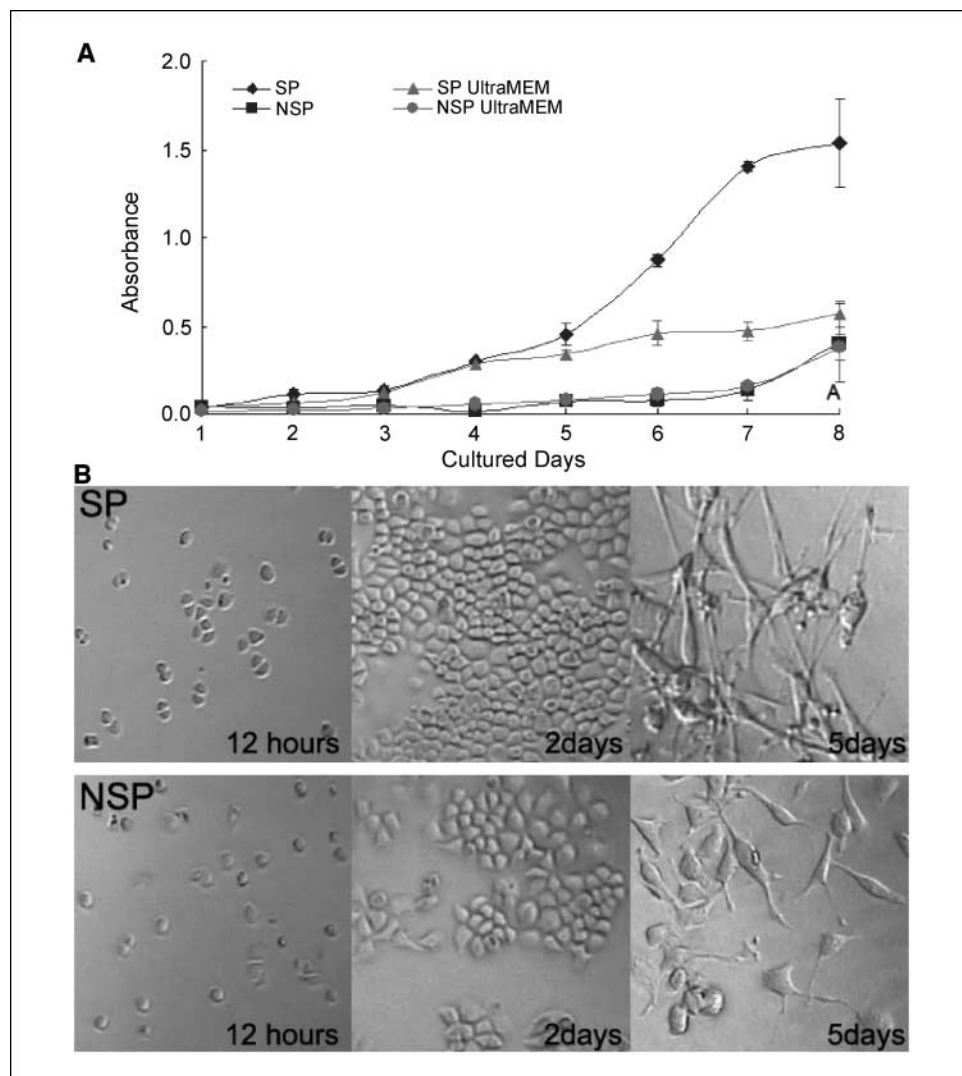 A
2.0
SP
SP UltraMEM
NSP
NSP UltraMEM
1.5
1.0
0.5
0.0
Absorbance
A
1 2 3 4 5 6 7 8
Cultured Days
B
SP
12 hours
2days
5days
NSP
12 hours
2days
5days